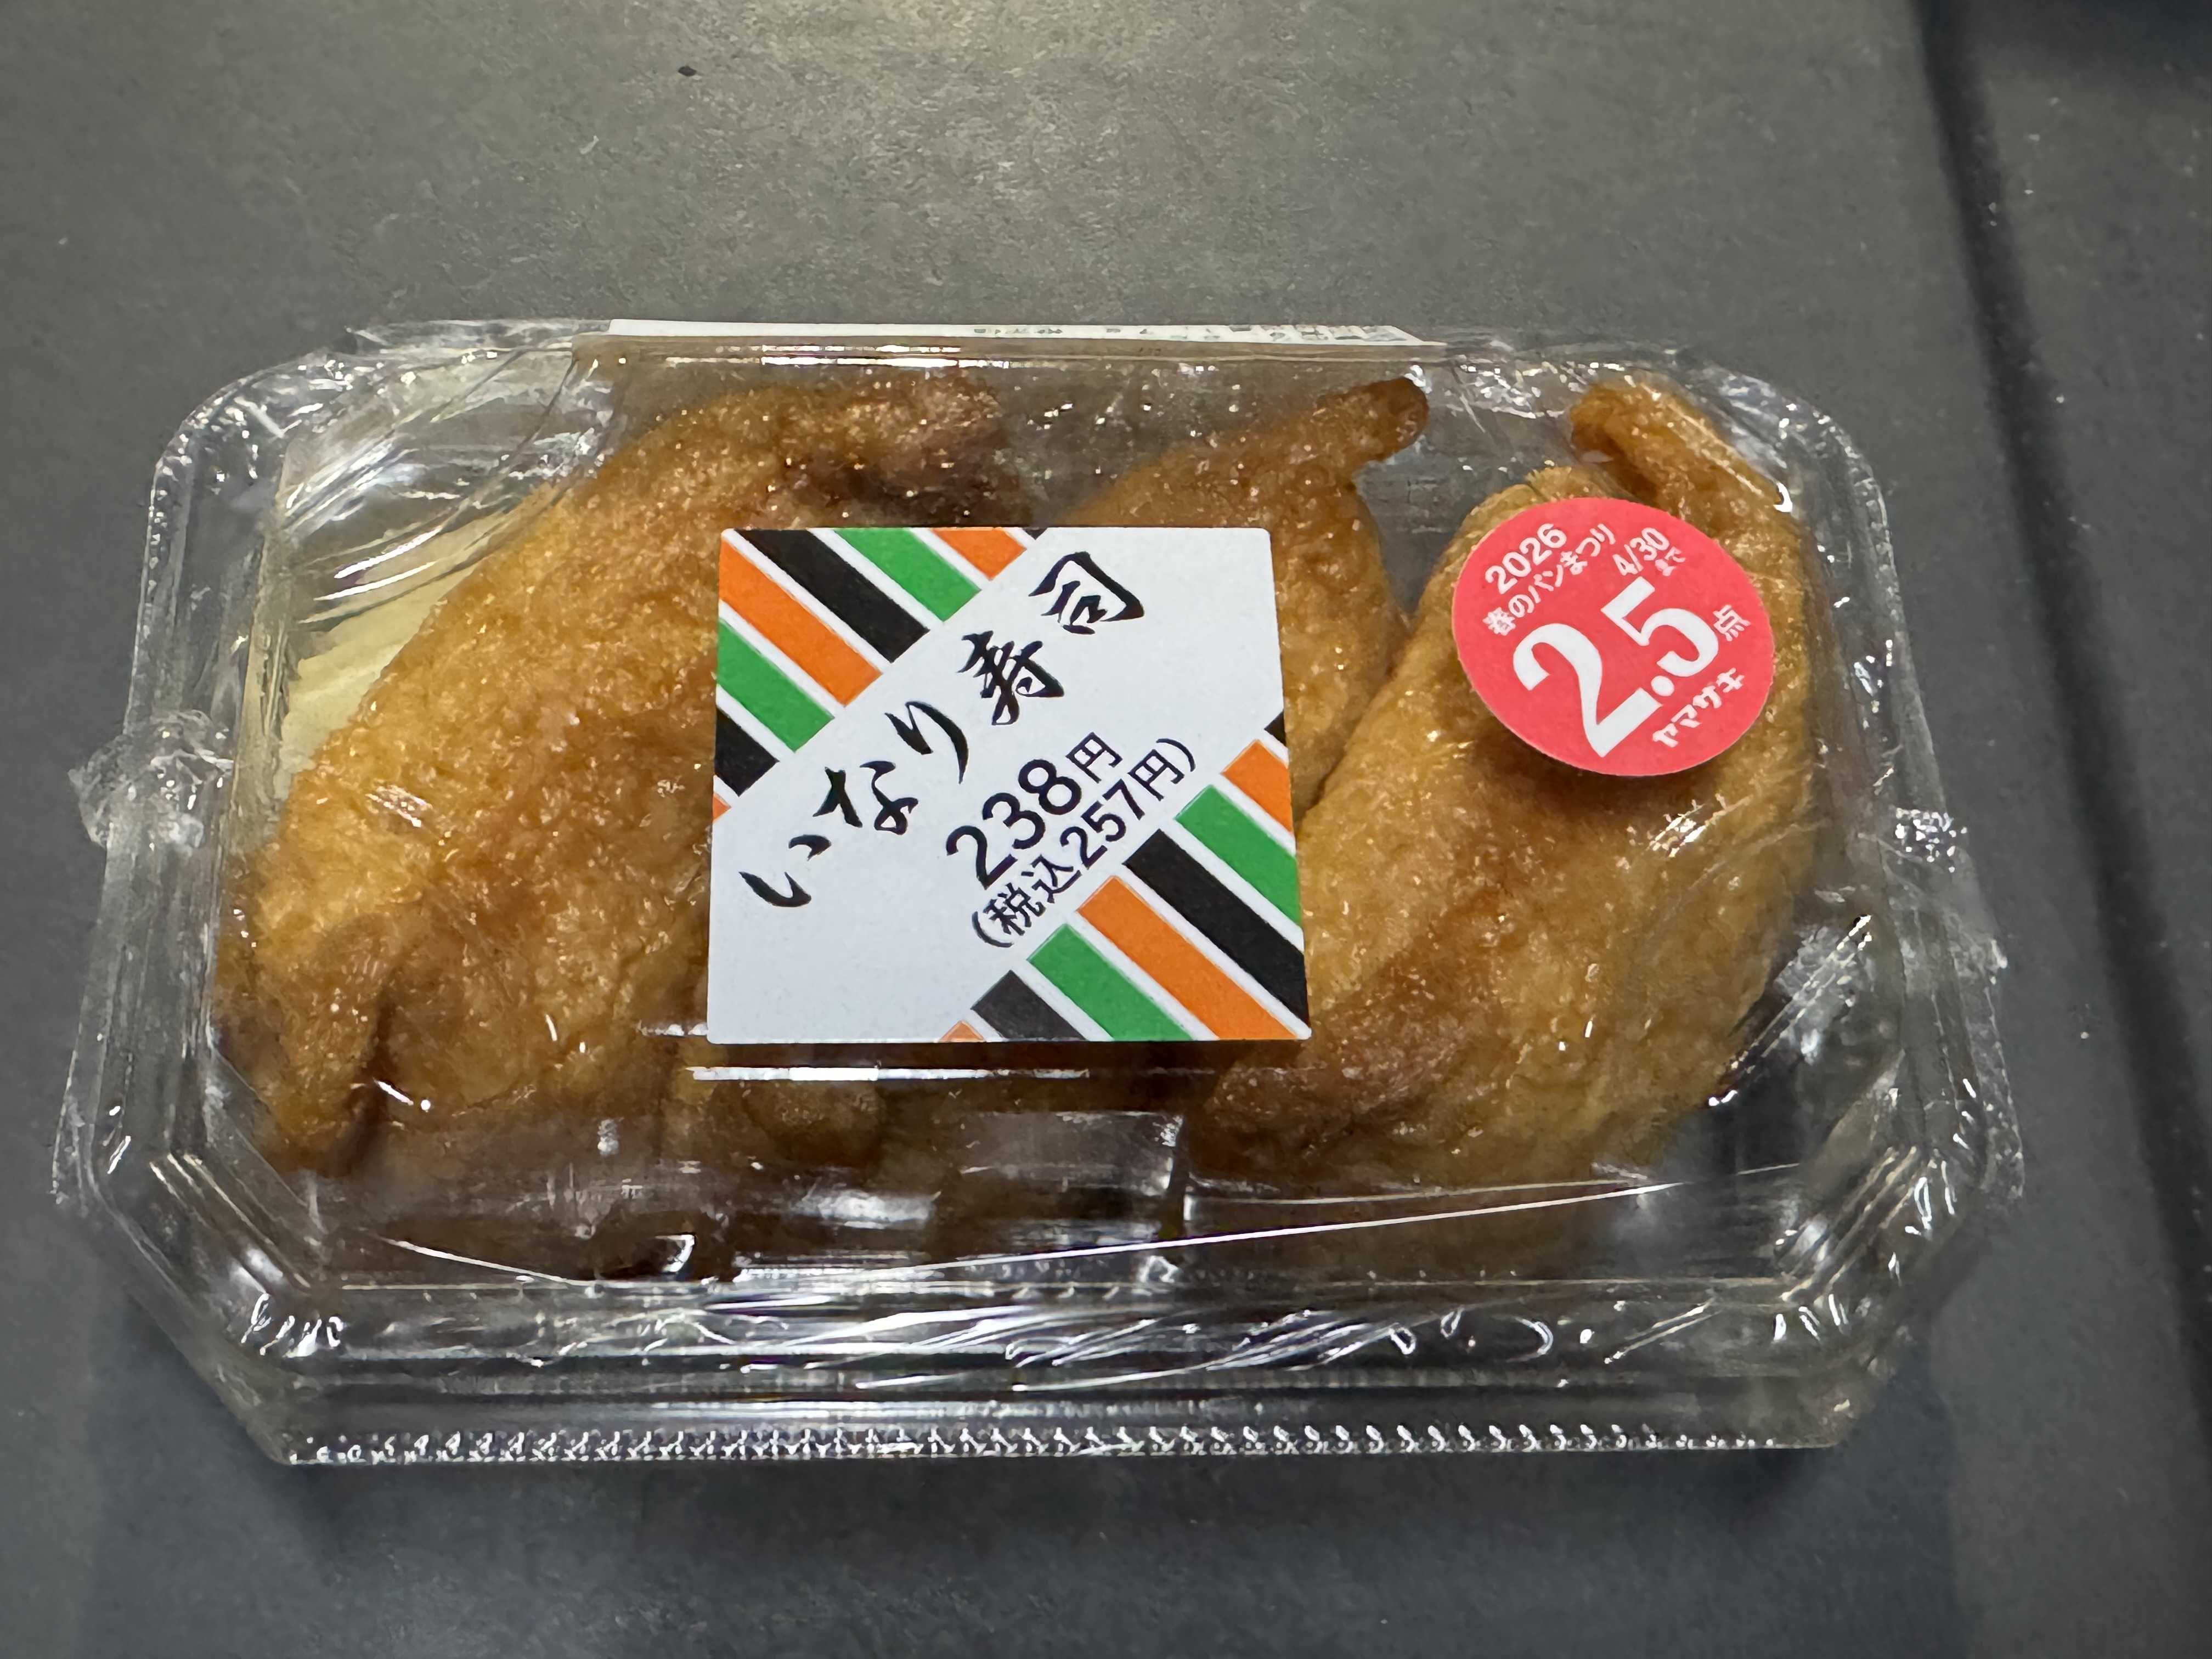 いなり寿司
238円
(税込257円)
2026
春のパンまつり
4/30まで
2.5点
ヤマザキ